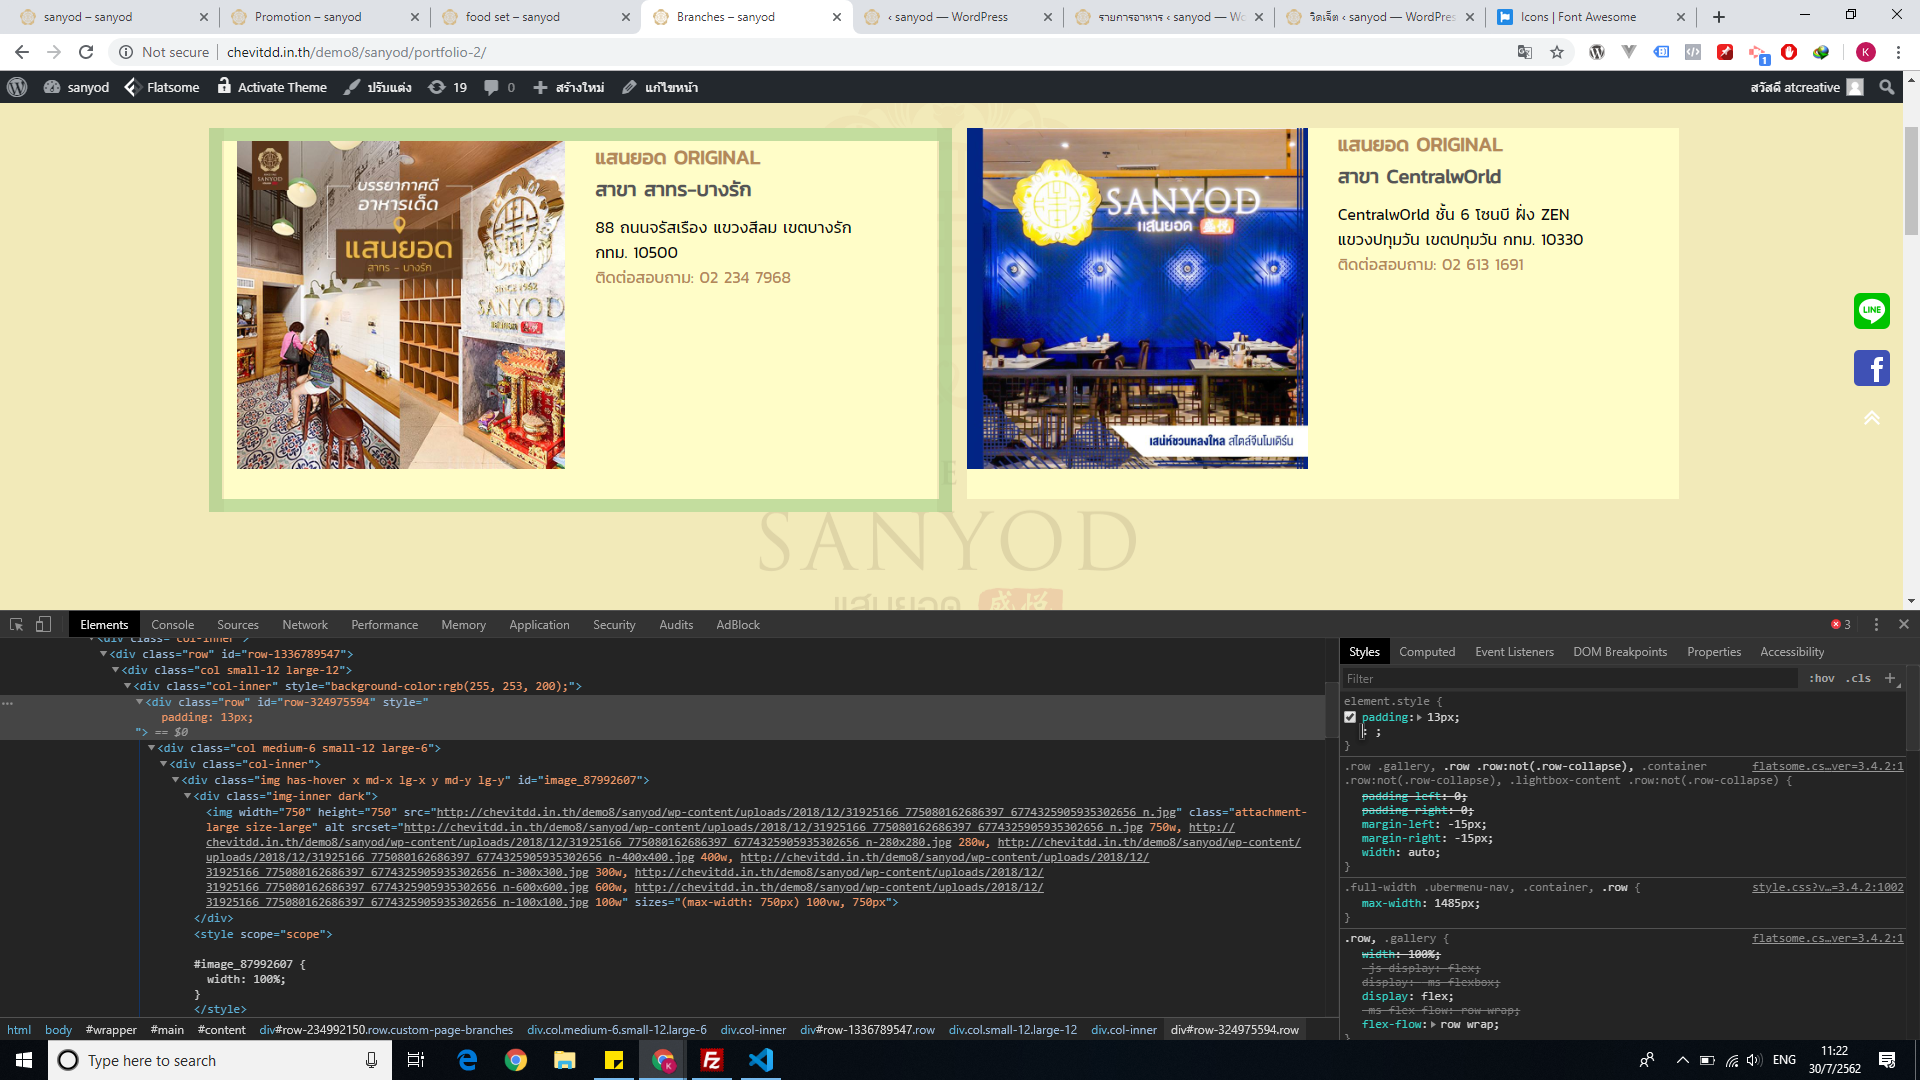 sanyod – sanyod
Promotion – sanyod
food set – sanyod
Branches – sanyod
‹ sanyod — WordPress
รายการอาหาร ‹ sanyod — Wo
วิดเจ็ต ‹ sanyod — WordPres
Icons | Font Awesome
Not secure
chevitdd.in.th/demo8/sanyod/portfolio-2/
sanyod
Flatsome
Activate Theme
ปรับแต่ง
19
0
สร้างใหม่
แก้ไขหน้า
สวัสดี atcreative
SANYOD
บรรยากาศดี
อาหารเด็ด
แสนยอด
สาทร - บางรัก
SINCE 1962
SANYOD
แสนยอด ORIGINAL
สาขา สาทร-บางรัก
88 ถนนจรัสเรือง แขวงสีลม เขตบางรัก
กทม. 10500
ติดต่อสอบถาม: 02 234 7968
SANYOD
แสนยอด
เสน่ห์ชวนหลงใหล สไตล์จีนโมเดิร์น
แสนยอด ORIGINAL
สาขา CentralwOrld
CentralwOrld ชั้น 6 โซนบี ฝั่ง ZEN
แขวงปทุมวัน เขตปทุมวัน กทม. 10330
ติดต่อสอบถาม: 02 613 1691
LINE
SANYOD
แสนยอด
盛悦
Elements Console Sources Network Performance Memory Application Security Audits AdBlock
3
<div class="col-inner">
<div class="row" id="row-1336789547">
<div class="col small-12 large-12">
<div class="col-inner" style="background-color:rgb(255, 253, 200);">
<div class="row" id="row-324975594" style="
padding: 13px;
"> == $0
<div class="col medium-6 small-12 large-6">
<div class="col-inner">
<div class="img has-hover x md-x lg-x y md-y lg-y" id="image_87992607">
<div class="img-inner dark">
<img width="750" height="750" src="http://chevitdd.in.th/demo8/sanyod/wp-content/uploads/2018/12/31925166_775080162686397_6774325905935302656_n.jpg" class="attachment-
large size-large" alt srcset="http://chevitdd.in.th/demo8/sanyod/wp-content/uploads/2018/12/31925166_775080162686397_6774325905935302656_n.jpg 750w, http://
chevitdd.in.th/demo8/sanyod/wp-content/uploads/2018/12/31925166_775080162686397_6774325905935302656_n-280x280.jpg 280w, http://chevitdd.in.th/demo8/sanyod/wp-content/
uploads/2018/12/31925166_775080162686397_6774325905935302656_n-400x400.jpg 400w, http://chevitdd.in.th/demo8/sanyod/wp-content/uploads/2018/12/
31925166_775080162686397_6774325905935302656_n-300x300.jpg 300w, http://chevitdd.in.th/demo8/sanyod/wp-content/uploads/2018/12/
31925166_775080162686397_6774325905935302656_n-600x600.jpg 600w, http://chevitdd.in.th/demo8/sanyod/wp-content/uploads/2018/12/
31925166_775080162686397_6774325905935302656_n-100x100.jpg 100w" sizes="(max-width: 750px) 100vw, 750px">
</div>
<style scope="scope">
#image_87992607 {
width: 100%;
}
</style>
html body #wrapper #main #content div#row-234992150.row.custom-page-branches div.col.medium-6.small-12.large-6 div.col-inner div#row-1336789547.row div.col.small-12.large-12 div.col-inner div#row-324975594.row
Styles Computed Event Listeners DOM Breakpoints Properties Accessibility
Filter
:hov .cls
element.style {
padding: 13px;
: ;
}
.row .gallery, .row .row:not(.row-collapse), .container
flatsome.cs…ver=3.4.2:1
.row:not(.row-collapse), .lightbox-content .row:not(.row-collapse) {
padding-left: 0;
padding-right: 0;
margin-left: -15px;
margin-right: -15px;
width: auto;
}
.full-width .ubermenu-nav, .container, .row {
style.css?v…=3.4.2:1002
max-width: 1485px;
}
.row, .gallery {
flatsome.cs…ver=3.4.2:1
width: 100%;
-js-display: flex;
display: -ms-flexbox;
display: flex;
-ms-flex-flow: row wrap;
flex-flow: row wrap;
}
Type here to search
ENG
11:22
30/7/2562